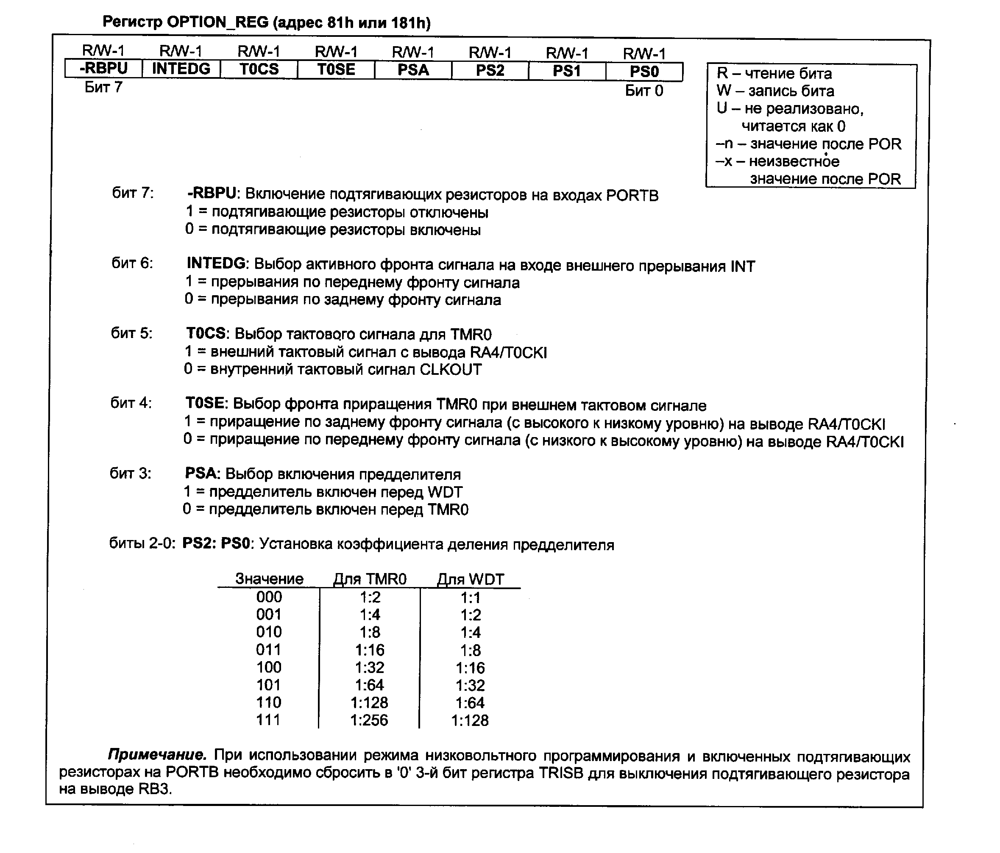 Регистр OPTION_REG (адрес 81h или 181h)
R/W-1 R/W-1 R/W-1 R/W-1 R/W-1 R/W-1 R/W-1 R/W-1
-RBPU INTEDG T0CS T0SE PSA PS2 PS1 PS0
Бит 7 Бит 0
R – чтение бита
W – запись бита
U – не реализовано,
читается как 0
–n – значение после POR
–x – неизвестное
значение после POR
бит 7: -RBPU: Включение подтягивающих резисторов на входах PORTB
1 = подтягивающие резисторы отключены
0 = подтягивающие резисторы включены
бит 6: INTEDG: Выбор активного фронта сигнала на входе внешнего прерывания INT
1 = прерывания по переднему фронту сигнала
0 = прерывания по заднему фронту сигнала
бит 5: T0CS: Выбор тактового сигнала для TMR0
1 = внешний тактовый сигнал с вывода RA4/T0CKI
0 = внутренний тактовый сигнал CLKOUT
бит 4: T0SE: Выбор фронта приращения TMR0 при внешнем тактовом сигнале
1 = приращение по заднему фронту сигнала (с высокого к низкому уровню) на выводе RA4/T0CKI
0 = приращение по переднему фронту сигнала (с низкого к высокому уровню) на выводе RA4/T0CKI
бит 3: PSA: Выбор включения предделителя
1 = предделитель включен перед WDT
0 = предделитель включен перед TMR0
биты 2-0: PS2: PS0: Установка коэффициента деления предделителя
Значение Для TMR0 Для WDT
000 1:2 1:1
001 1:4 1:2
010 1:8 1:4
011 1:16 1:8
100 1:32 1:16
101 1:64 1:32
110 1:128 1:64
111 1:256 1:128
Примечание. При использовании режима низковольтного программирования и включенных подтягивающих
резисторах на PORTB необходимо сбросить в '0' 3-й бит регистра TRISB для выключения подтягивающего резистора
на выводе RB3.